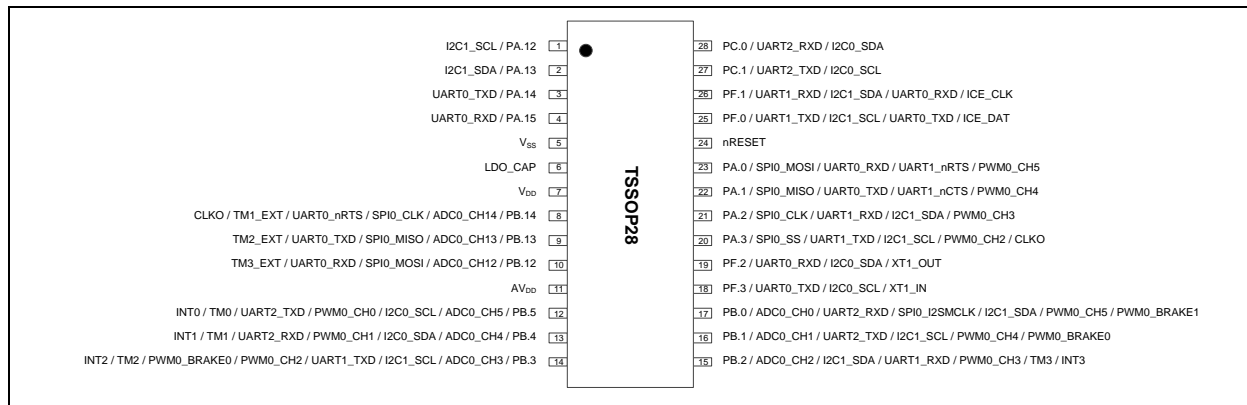 I2C1_SCL / PA.12 1
I2C1_SDA / PA.13 2
UART0_TXD / PA.14 3
UART0_RXD / PA.15 4
VSS 5
LDO_CAP 6
VDD 7
CLKO / TM1_EXT / UART0_nRTS / SPI0_CLK / ADC0_CH14 / PB.14 8
TM2_EXT / UART0_TXD / SPI0_MISO / ADC0_CH13 / PB.13 9
TM3_EXT / UART0_RXD / SPI0_MOSI / ADC0_CH12 / PB.12 10
AVDD 11
INT0 / TM0 / UART2_TXD / PWM0_CH0 / I2C0_SCL / ADC0_CH5 / PB.5 12
INT1 / TM1 / UART2_RXD / PWM0_CH1 / I2C0_SDA / ADC0_CH4 / PB.4 13
INT2 / TM2 / PWM0_BRAKE0 / PWM0_CH2 / UART1_TXD / I2C1_SCL / ADC0_CH3 / PB.3 14
TSSOP28
28 PC.0 / UART2_RXD / I2C0_SDA
27 PC.1 / UART2_TXD / I2C0_SCL
26 PF.1 / UART1_RXD / I2C1_SDA / UART0_RXD / ICE_CLK
25 PF.0 / UART1_TXD / I2C1_SCL / UART0_TXD / ICE_DAT
24 nRESET
23 PA.0 / SPI0_MOSI / UART0_RXD / UART1_nRTS / PWM0_CH5
22 PA.1 / SPI0_MISO / UART0_TXD / UART1_nCTS / PWM0_CH4
21 PA.2 / SPI0_CLK / UART1_RXD / I2C1_SDA / PWM0_CH3
20 PA.3 / SPI0_SS / UART1_TXD / I2C1_SCL / PWM0_CH2 / CLKO
19 PF.2 / UART0_RXD / I2C0_SDA / XT1_OUT
18 PF.3 / UART0_TXD / I2C0_SCL / XT1_IN
17 PB.0 / ADC0_CH0 / UART2_RXD / SPI0_I2SMCLK / I2C1_SDA / PWM0_CH5 / PWM0_BRAKE1
16 PB.1 / ADC0_CH1 / UART2_TXD / I2C1_SCL / PWM0_CH4 / PWM0_BRAKE0
15 PB.2 / ADC0_CH2 / I2C1_SDA / UART1_RXD / PWM0_CH3 / TM3 / INT3